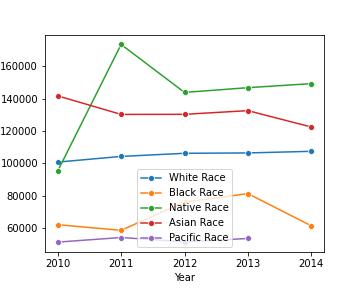 160000
140000
120000
100000
80000
60000
White Race
Black Race
Native Race
Asian Race
Pacific Race
2010 2011 2012 2013 2014
Year